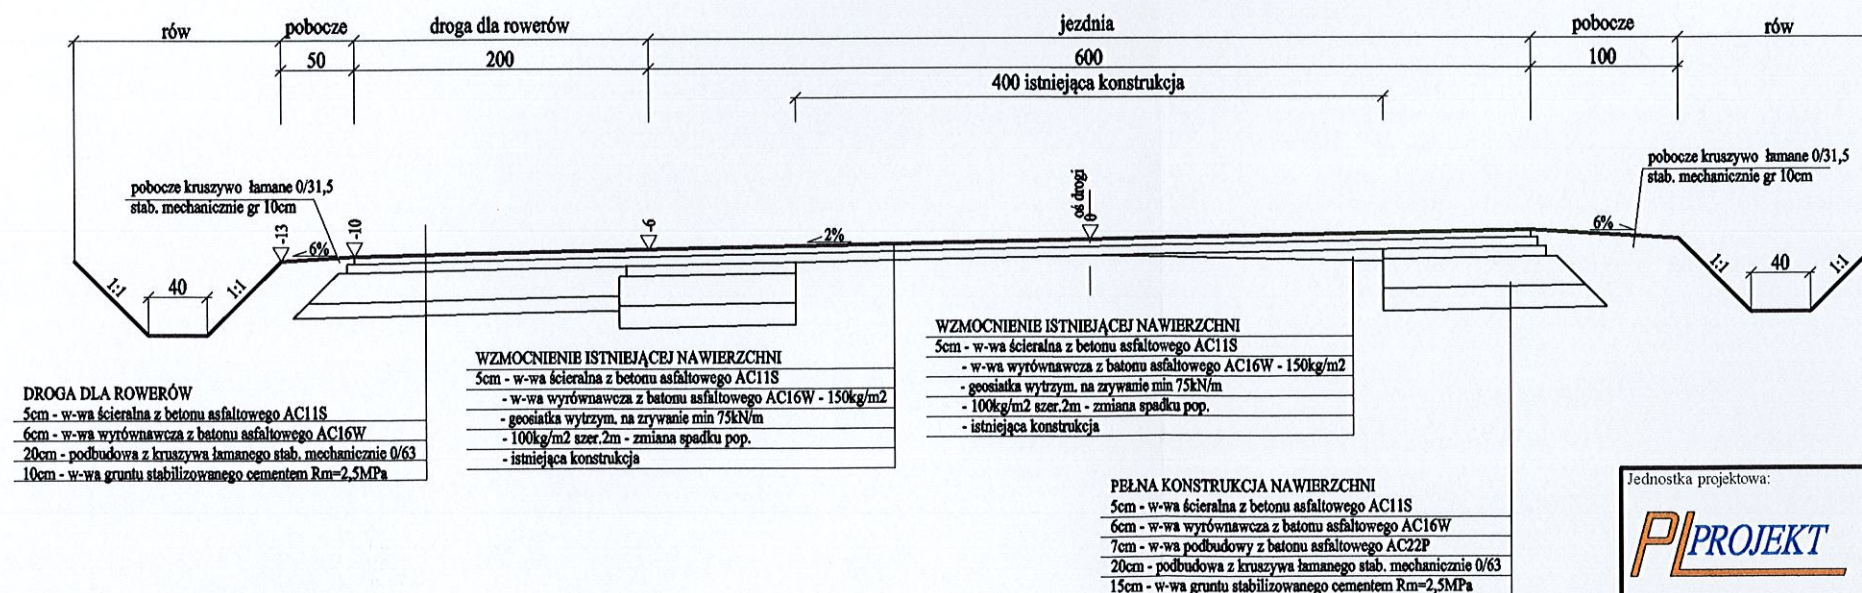 rów
pobocze
droga dla rowerów
jezdnia
pobocze
rów
50
200
600
100
400 istniejąca konstrukcja
pobocze kruszywo łamane 0/31,5
stab. mechanicznie gr 10cm
pobocze kruszywo łamane 0/31,5
stab. mechanicznie gr 10cm
-13
-10
-6
oś drogi
0
6%
2%
6%
1:1
40
1:1
1:1
40
1:1
DROGA DLA ROWERÓW
5cm - w-wa ścieralna z betonu asfaltowego AC11S
6cm - w-wa wyrównawcza z batonu asfaltowego AC16W
20cm - podbudowa z kruszywa łamanego stab. mechanicznie 0/63
10cm - w-wa gruntu stabilizowanego cementem Rm=2,5MPa
WZMOCNIENIE ISTNIEJĄCEJ NAWIERZCHNI
5cm - w-wa ścieralna z betonu asfaltowego AC11S
- w-wa wyrównawcza z batonu asfaltowego AC16W - 150kg/m2
- geosiatka wytrzym. na zrywanie min 75kN/m
- 100kg/m2 szer.2m - zmiana spadku pop.
- istniejąca konstrukcja
WZMOCNIENIE ISTNIEJĄCEJ NAWIERZCHNI
5cm - w-wa ścieralna z betonu asfaltowego AC11S
- w-wa wyrównawcza z batonu asfaltowego AC16W - 150kg/m2
- geosiatka wytrzym. na zrywanie min 75kN/m
- 100kg/m2 szer.2m - zmiana spadku pop.
- istniejąca konstrukcja
PEŁNA KONSTRUKCJA NAWIERZCHNI
5cm - w-wa ścieralna z betonu asfaltowego AC11S
6cm - w-wa wyrównawcza z batonu asfaltowego AC16W
7cm - w-wa podbudowy z batonu asfaltowego AC22P
20cm - podbudowa z kruszywa łamanego stab. mechanicznie 0/63
15cm - w-wa gruntu stabilizowanego cementem Rm=2,5MPa
Jednostka projektowa:
PL PROJEKT